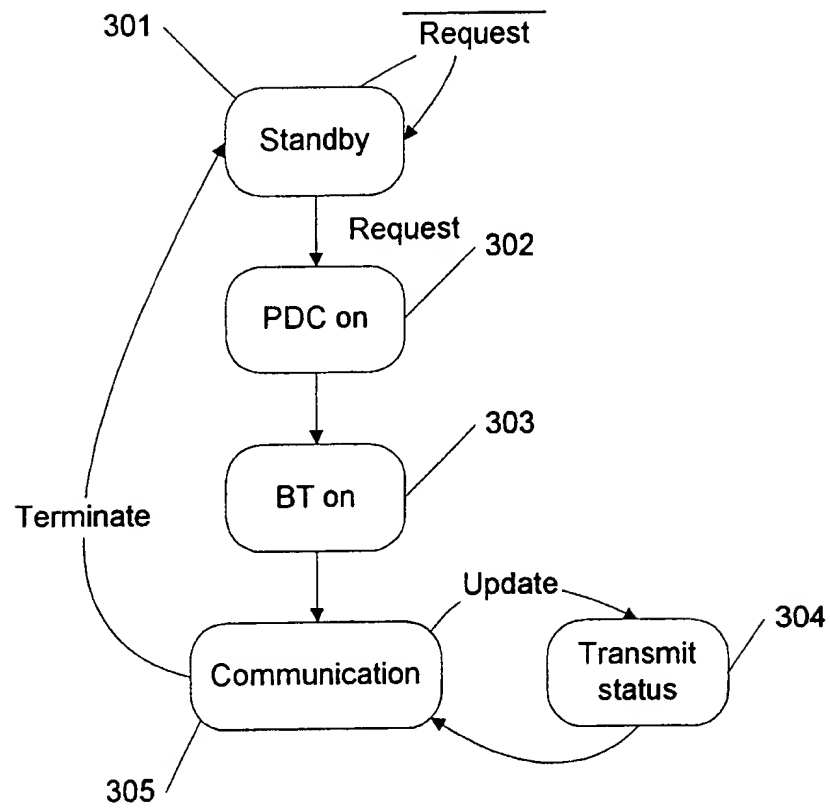 301
Request
Standby
Request
302
PDC on
303
BT on
Terminate
Update
304
Transmit
status
Communication
305